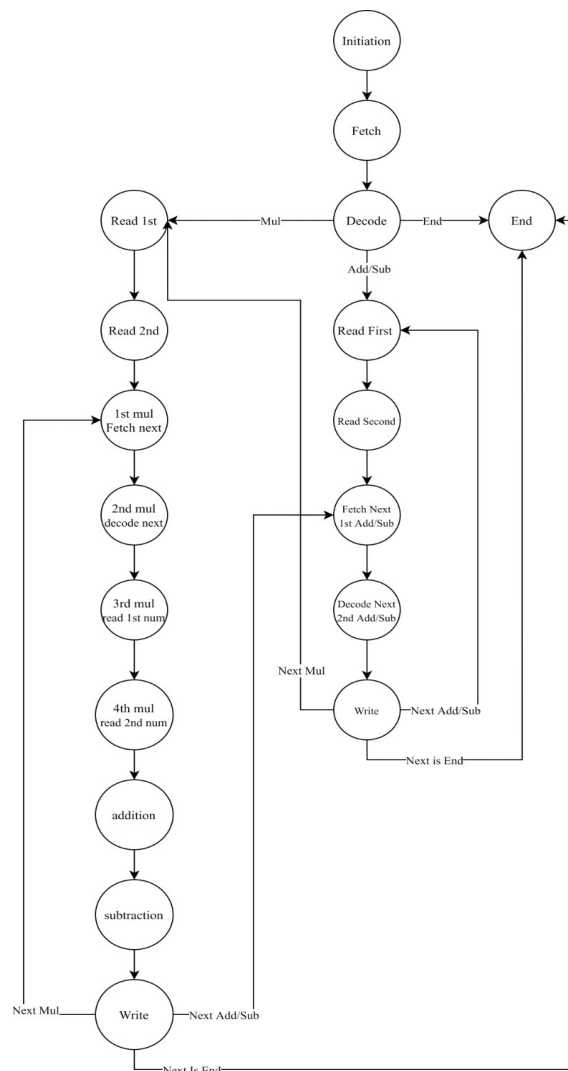 Initiation
Fetch
Read 1st
Mul
Decode
End
End
Add/Sub
Read 2nd
Read First
1st mul
Fetch next
Read Second
2nd mul
decode next
Fetch Next
1st Add/Sub
3rd mul
read 1st num
Decode Next
2nd Add/Sub
Next Mul
4th mul
read 2nd num
Write
Next Add/Sub
Next is End
addition
subtraction
Next Mul
Write
Next Add/Sub
Next Is End